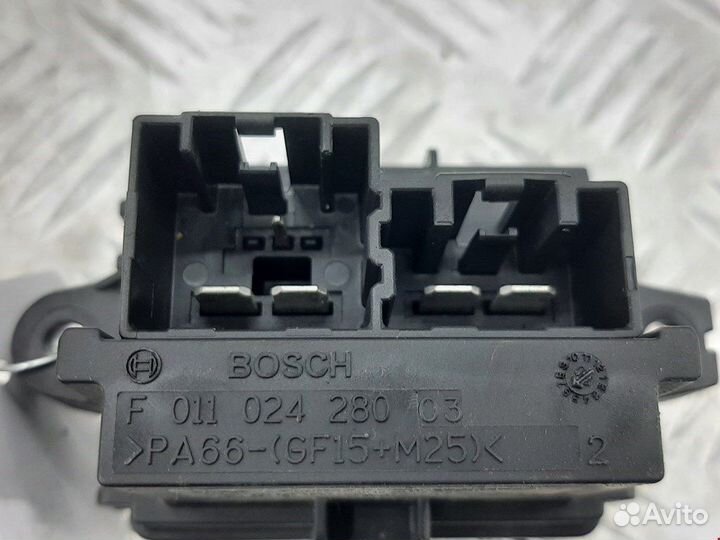 BOSCH
F 011 024 280 03
>PA66-(GF15+M25)< 2
Avito